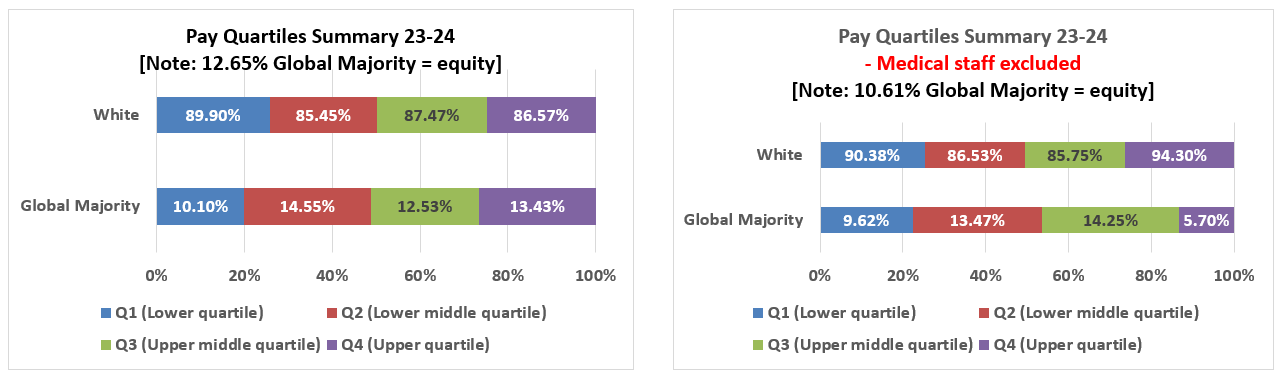 Pay Quartiles Summary 23-24
[Note: 12.65% Global Majority = equity]
White
89.90% 85.45% 87.47% 86.57%
Global Majority
10.10% 14.55% 12.53% 13.43%
0% 20% 40% 60% 80% 100%
Q1 (Lower quartile) Q2 (Lower middle quartile)
Q3 (Upper middle quartile) Q4 (Upper quartile)
Pay Quartiles Summary 23-24
- Medical staff excluded
[Note: 10.61% Global Majority = equity]
White
90.38% 86.53% 85.75% 94.30%
Global Majority
9.62% 13.47% 14.25% 5.70%
0% 20% 40% 60% 80% 100%
Q1 (Lower quartile) Q2 (Lower middle quartile)
Q3 (Upper middle quartile) Q4 (Upper quartile)